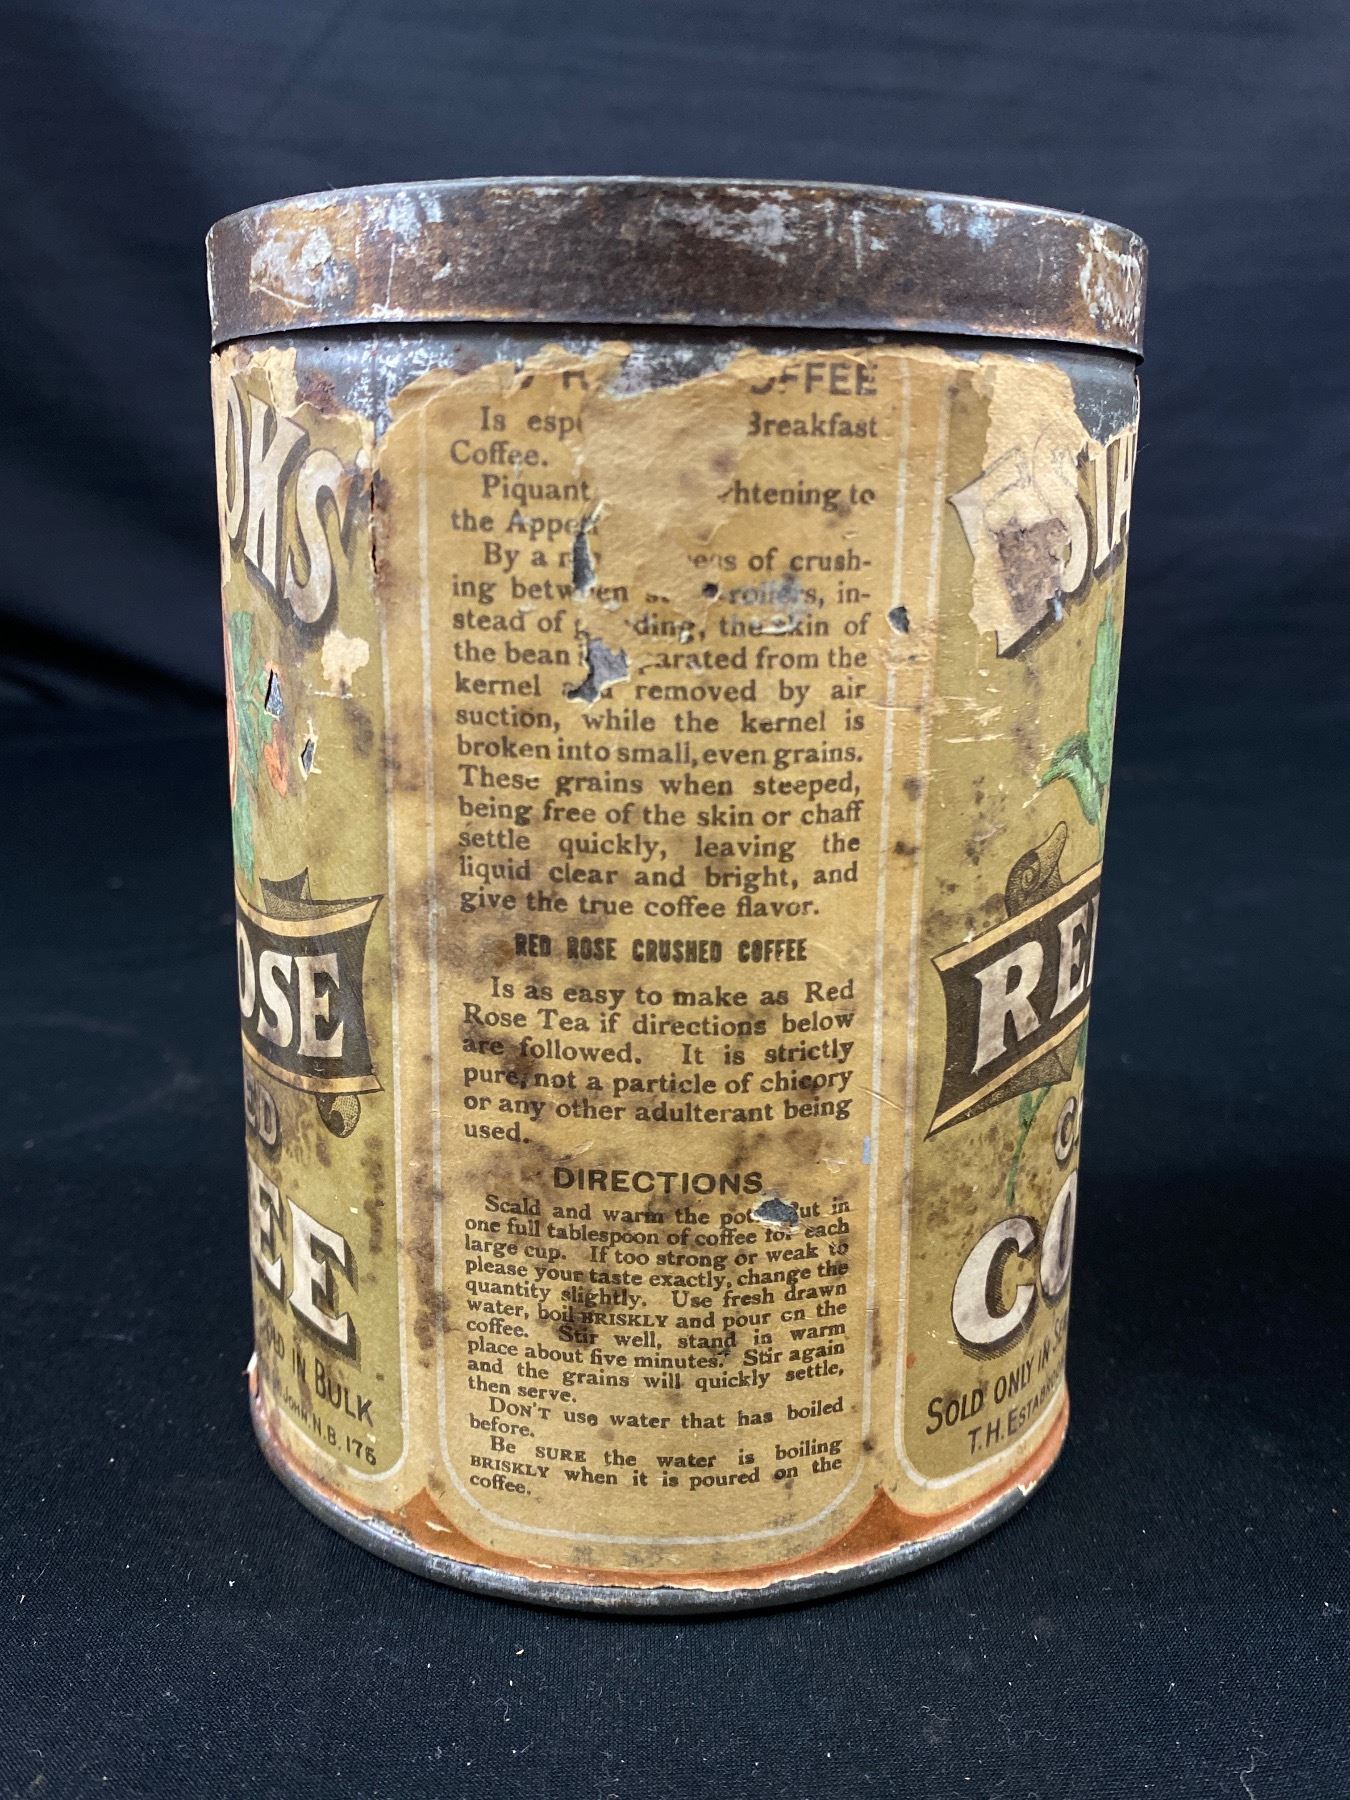 OKS
OSE
ED
EE
OLD IN BULK
JOHN, N.B. 176
OFFEE
Is Breakfast
Coffee.
Piquant to
the
By a of crush-
ing between rollers, in-
stead of the skin of
the bean from the
kernel removed by air
suction, while the kernel is
broken into small, even grains.
These grains when steeped,
being free of the skin or chaff
settle quickly, leaving the
liquid clear and bright, and
give the true coffee flavor.
RED ROSE CRUSHED COFFEE
Is as easy to make as Red
Rose Tea if directions below
are followed. It is strictly
pure, not a particle of chicory
or any other adulterant being
used.
DIRECTIONS
Scald and warm the pot. in
one full tablespoon of coffee for each
large cup. If too strong or weak to
please your taste exactly, change the
quantity slightly. Use fresh drawn
water, boil BRISKLY and pour on the
coffee. Stir well, stand in warm
place about five minutes. Stir again
and the grains will quickly settle,
then serve.
DON'T use water that has boiled
before.
Be SURE the water is boiling
BRISKLY when it is poured on the
coffee.
RE
CO
SOLD ONLY IN
T.H. ESTAB